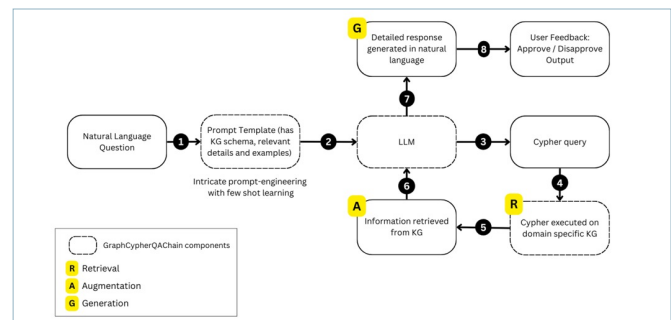 G
Detailed response
generated in natural
language
8
User Feedback:
Approve / Disapprove
Output
7
Natural Language
Question
1
Prompt Template (has
KG schema, relevant
details and examples)
2
LLM
3
Cypher query
Intricate prompt-engineering
with few shot learning
6
4
A
Information retrieved
from KG
5
R
Cypher executed on
domain specific KG
GraphCypherQAChain components
R Retrieval
A Augmentation
G Generation